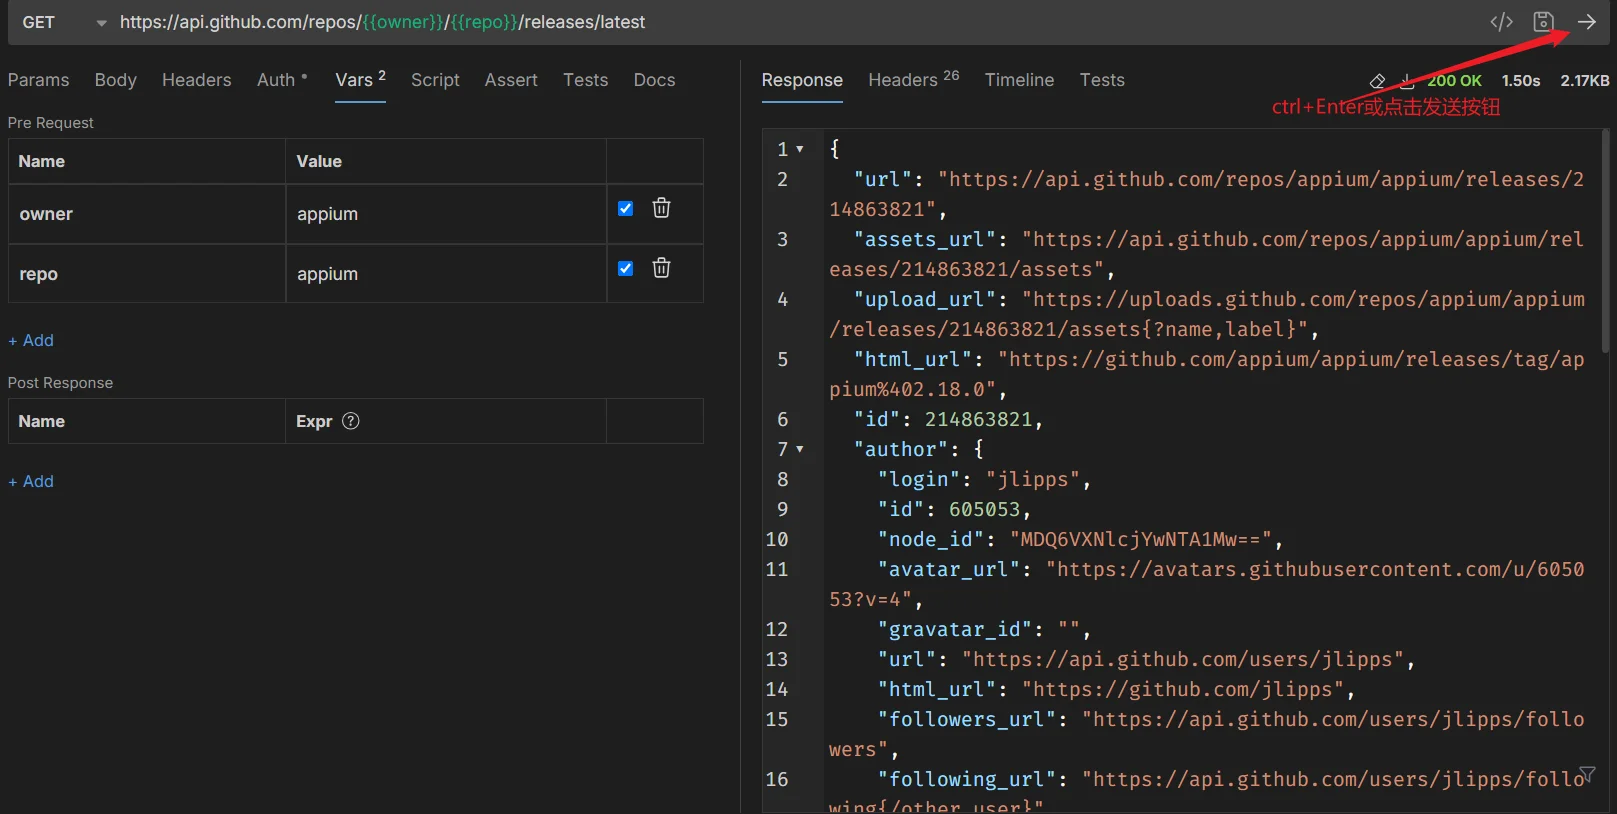 GET https://api.github.com/repos/{{owner}}/{{repo}}/releases/latest </>
Params Body Headers Auth Vars 2 Script Assert Tests Docs
Pre Request
Name Value
owner appium
repo appium
+ Add
Post Response
Name Expr ?
+ Add
Response Headers 26 Timeline Tests 200 OK 1.50s 2.17KB
ctrl+Enter或点击发送按钮
1 {
2 "url": "https://api.github.com/repos/appium/appium/releases/2
14863821",
3 "assets_url": "https://api.github.com/repos/appium/appium/rel
eases/214863821/assets",
4 "upload_url": "https://uploads.github.com/repos/appium/appium
/releases/214863821/assets{?name,label}",
5 "html_url": "https://github.com/appium/appium/releases/tag/ap
pium%402.18.0",
6 "id": 214863821,
7 "author": {
8 "login": "jlipps",
9 "id": 605053,
10 "node_id": "MDQ6VXNlcjYwNTA1Mw==",
11 "avatar_url": "https://avatars.githubusercontent.com/u/6050
53?v=4",
12 "gravatar_id": "",
13 "url": "https://api.github.com/users/jlipps",
14 "html_url": "https://github.com/jlipps",
15 "followers_url": "https://api.github.com/users/jlipps/follo
wers",
16 "following_url": "https://api.github.com/users/jlipps/follo
wing{/other_user}"